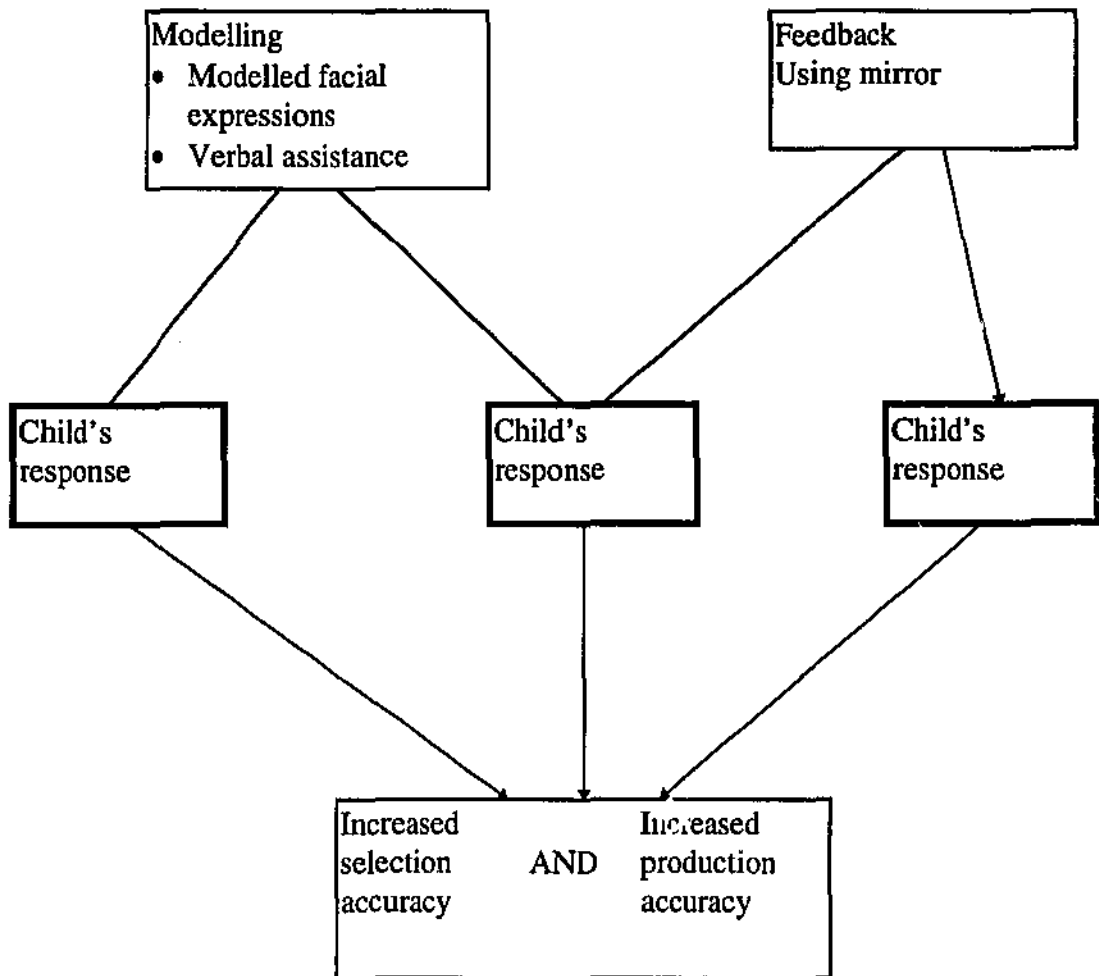 Modelling
• Modelled facial
expressions
• Verbal assistance
Feedback
Using mirror
Child's
response
Child's
response
Child's
response
Increased
selection
accuracy
AND
Increased
production
accuracy